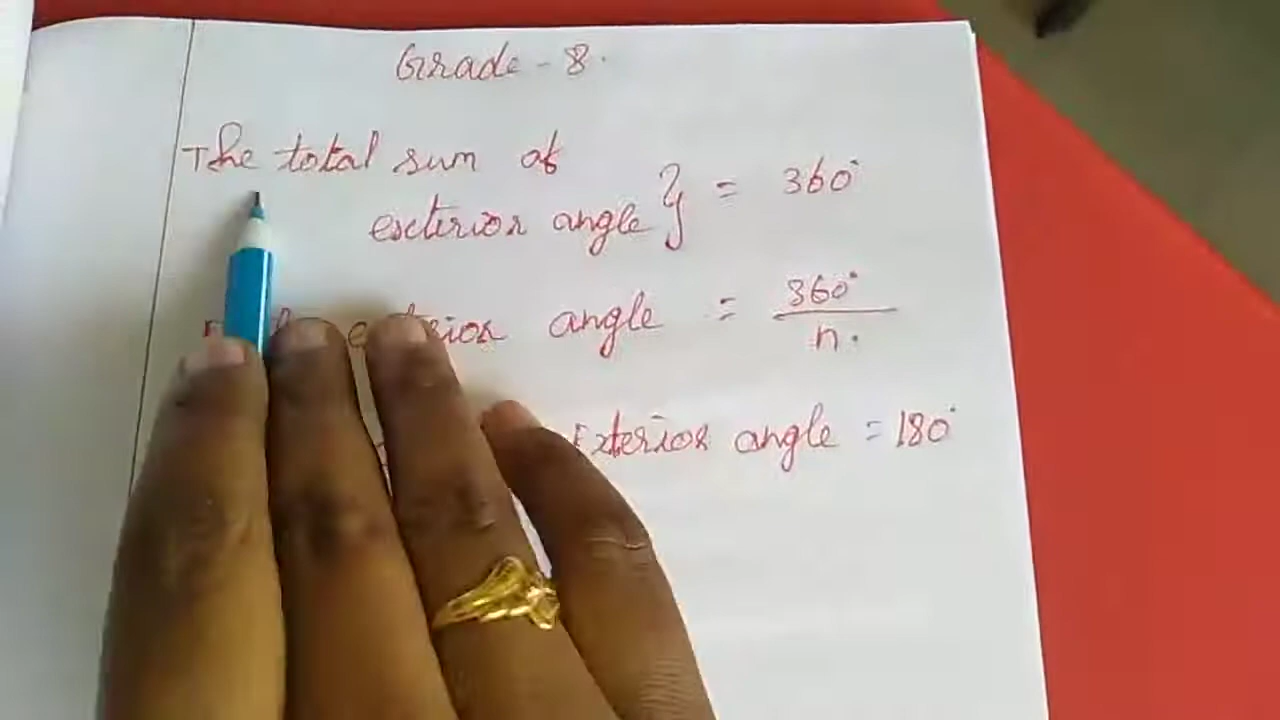 Grade - 8.
The total sum of
exterior angle } = 360°
angle = 360°
n.
Exterior angle = 180°